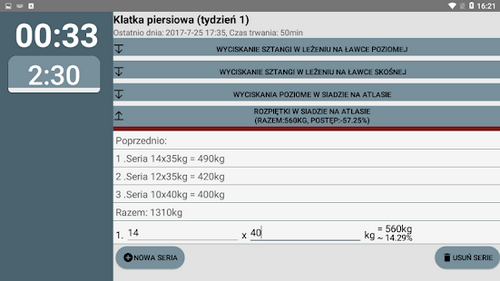 16:21
00:33
2:30
Klatka piersiowa (tydzień 1)
Ostatnio dnia: 2017-7-25 17:35, Czas trwania: 50min
WYCISKANIE SZTANGI W LEŻENIU NA ŁAWCE POZIOMEJ
WYCISKANIE SZTANGI W LEŻENIU NA ŁAWCE SKOŚNEJ
WYCISKANIA POZIOME W SIADZIE NA ATLASIE
ROZPIĘTKI W SIADZIE NA ATLASIE
(RAZEM:560KG, POSTĘP:-57.25%)
Poprzednio:
1 .Seria 14x35kg = 490kg
2 .Seria 12x35kg = 420kg
3 .Seria 10x40kg = 400kg
Razem: 1310kg
1. 14 x 40 kg = 560kg
~ 14.29%
NOWA SERIA
USUŃ SERIE